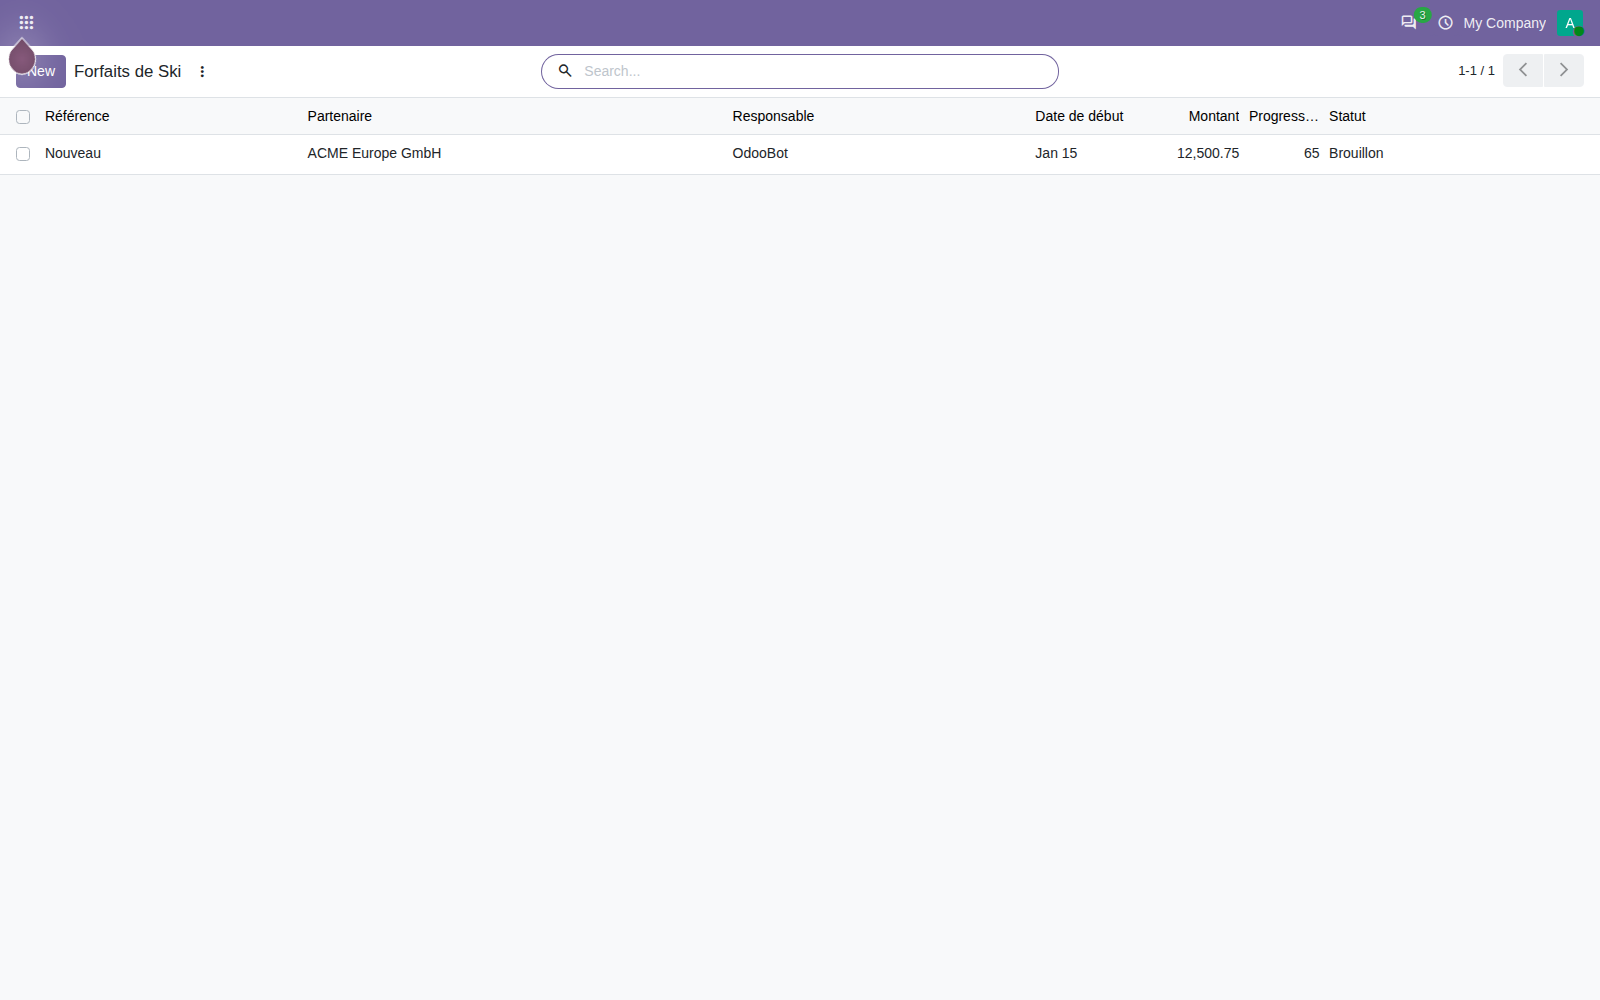 3 My Company A
New Forfaits de Ski Search... 1-1 / 1
Référence Partenaire Responsable Date de début Montant Progress… Statut
Nouveau ACME Europe GmbH OdooBot Jan 15 12,500.75 65 Brouillon